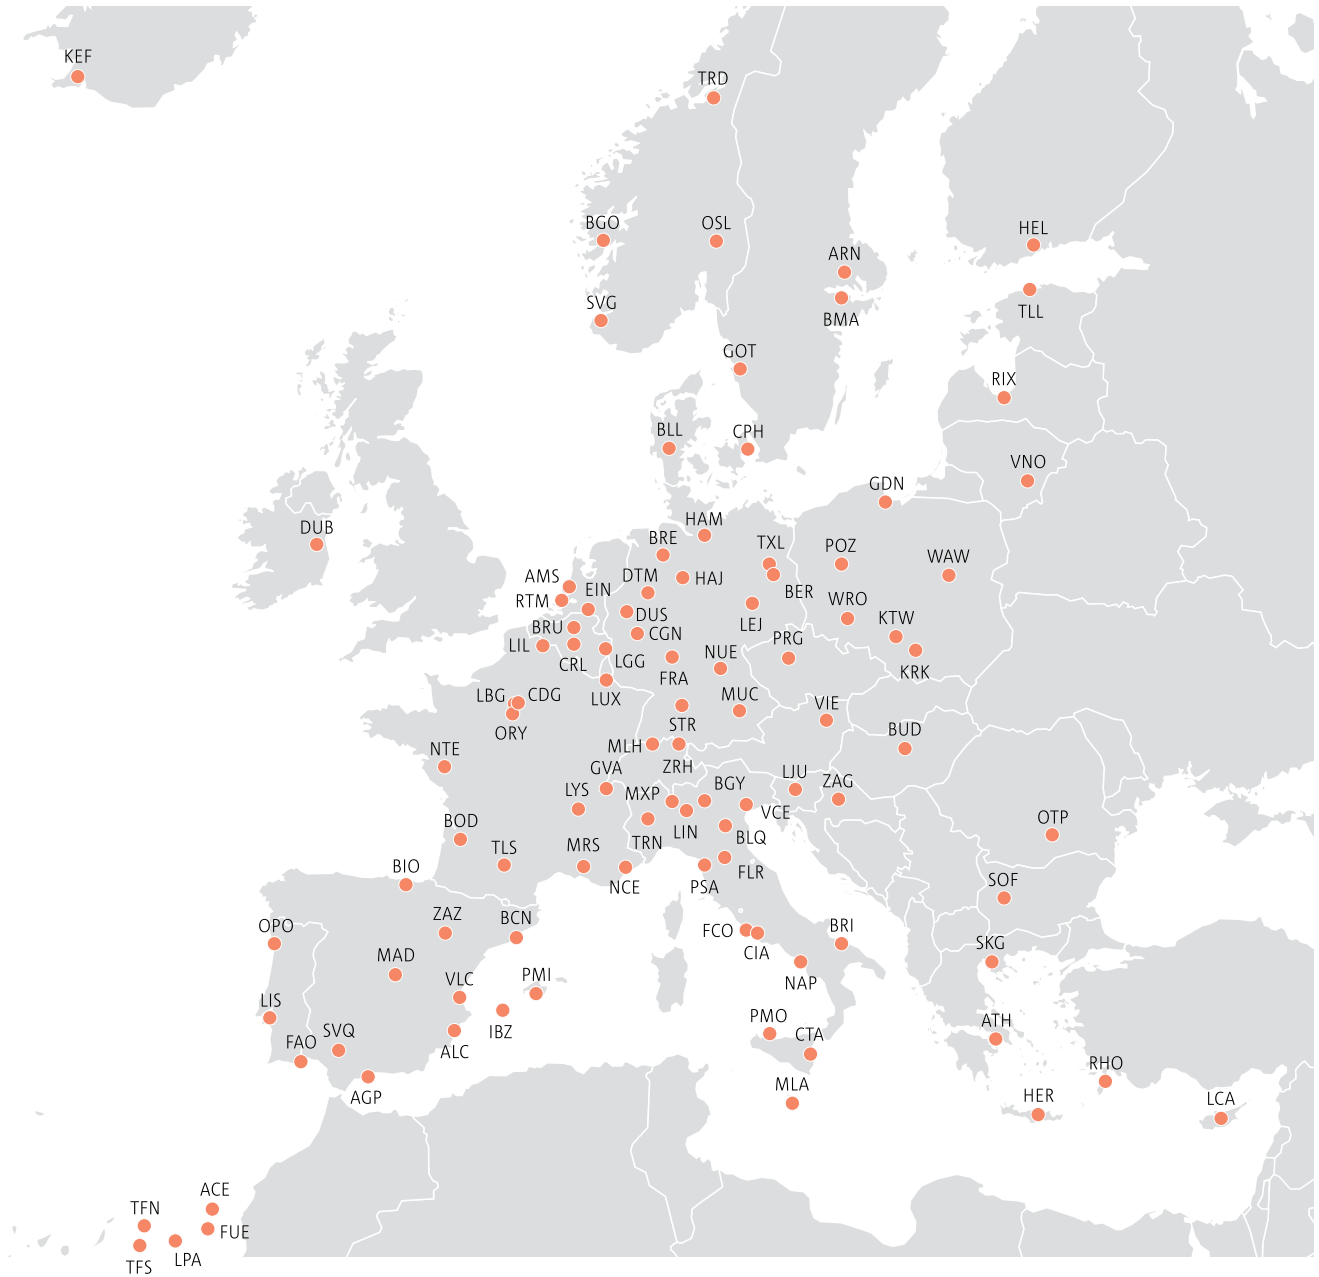 KEF
TRD
BGO
OSL
HEL
ARN
SVG
TLL
BMA
GOT
RIX
BLL
CPH
VNO
GDN
HAM
DUB
BRE
TXL
POZ
WAW
AMS
DTM
HAJ
EIN
BER
RTM
WRO
DUS
KTW
LEJ
BRU
CGN
PRG
LIL
NUE
CRL
LGG
KRK
FRA
LBG
CDG
MUC
LUX
VIE
STR
BUD
ORY
MLH
NTE
ZRH
GVA
LJU
ZAG
BGY
LYS
MXP
VCE
OTP
BOD
LIN
BLQ
TRN
MRS
TLS
BIO
FLR
SOF
NCE
PSA
ZAZ
BCN
OPO
BRI
FCO
SKG
CIA
MAD
PMI
VLC
NAP
LIS
PMO
ATH
SVQ
IBZ
CTA
FAO
ALC
RHO
MLA
HER
AGP
LCA
ACE
TFN
FUE
LPA
TFS